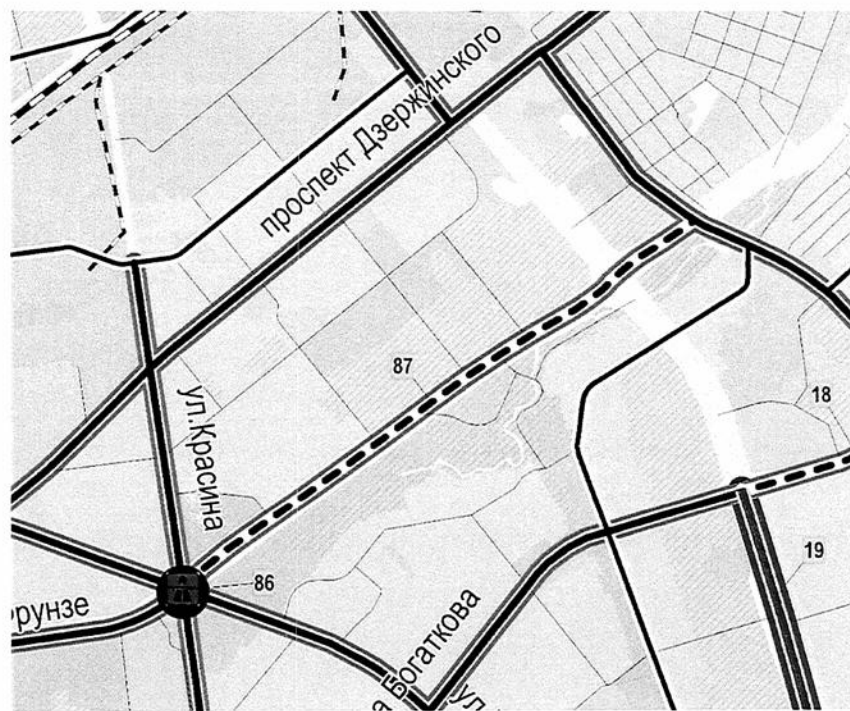 проспект Дзержинского
87
18
ул.Красина
19
86
рунзе
Богаткова
ул.